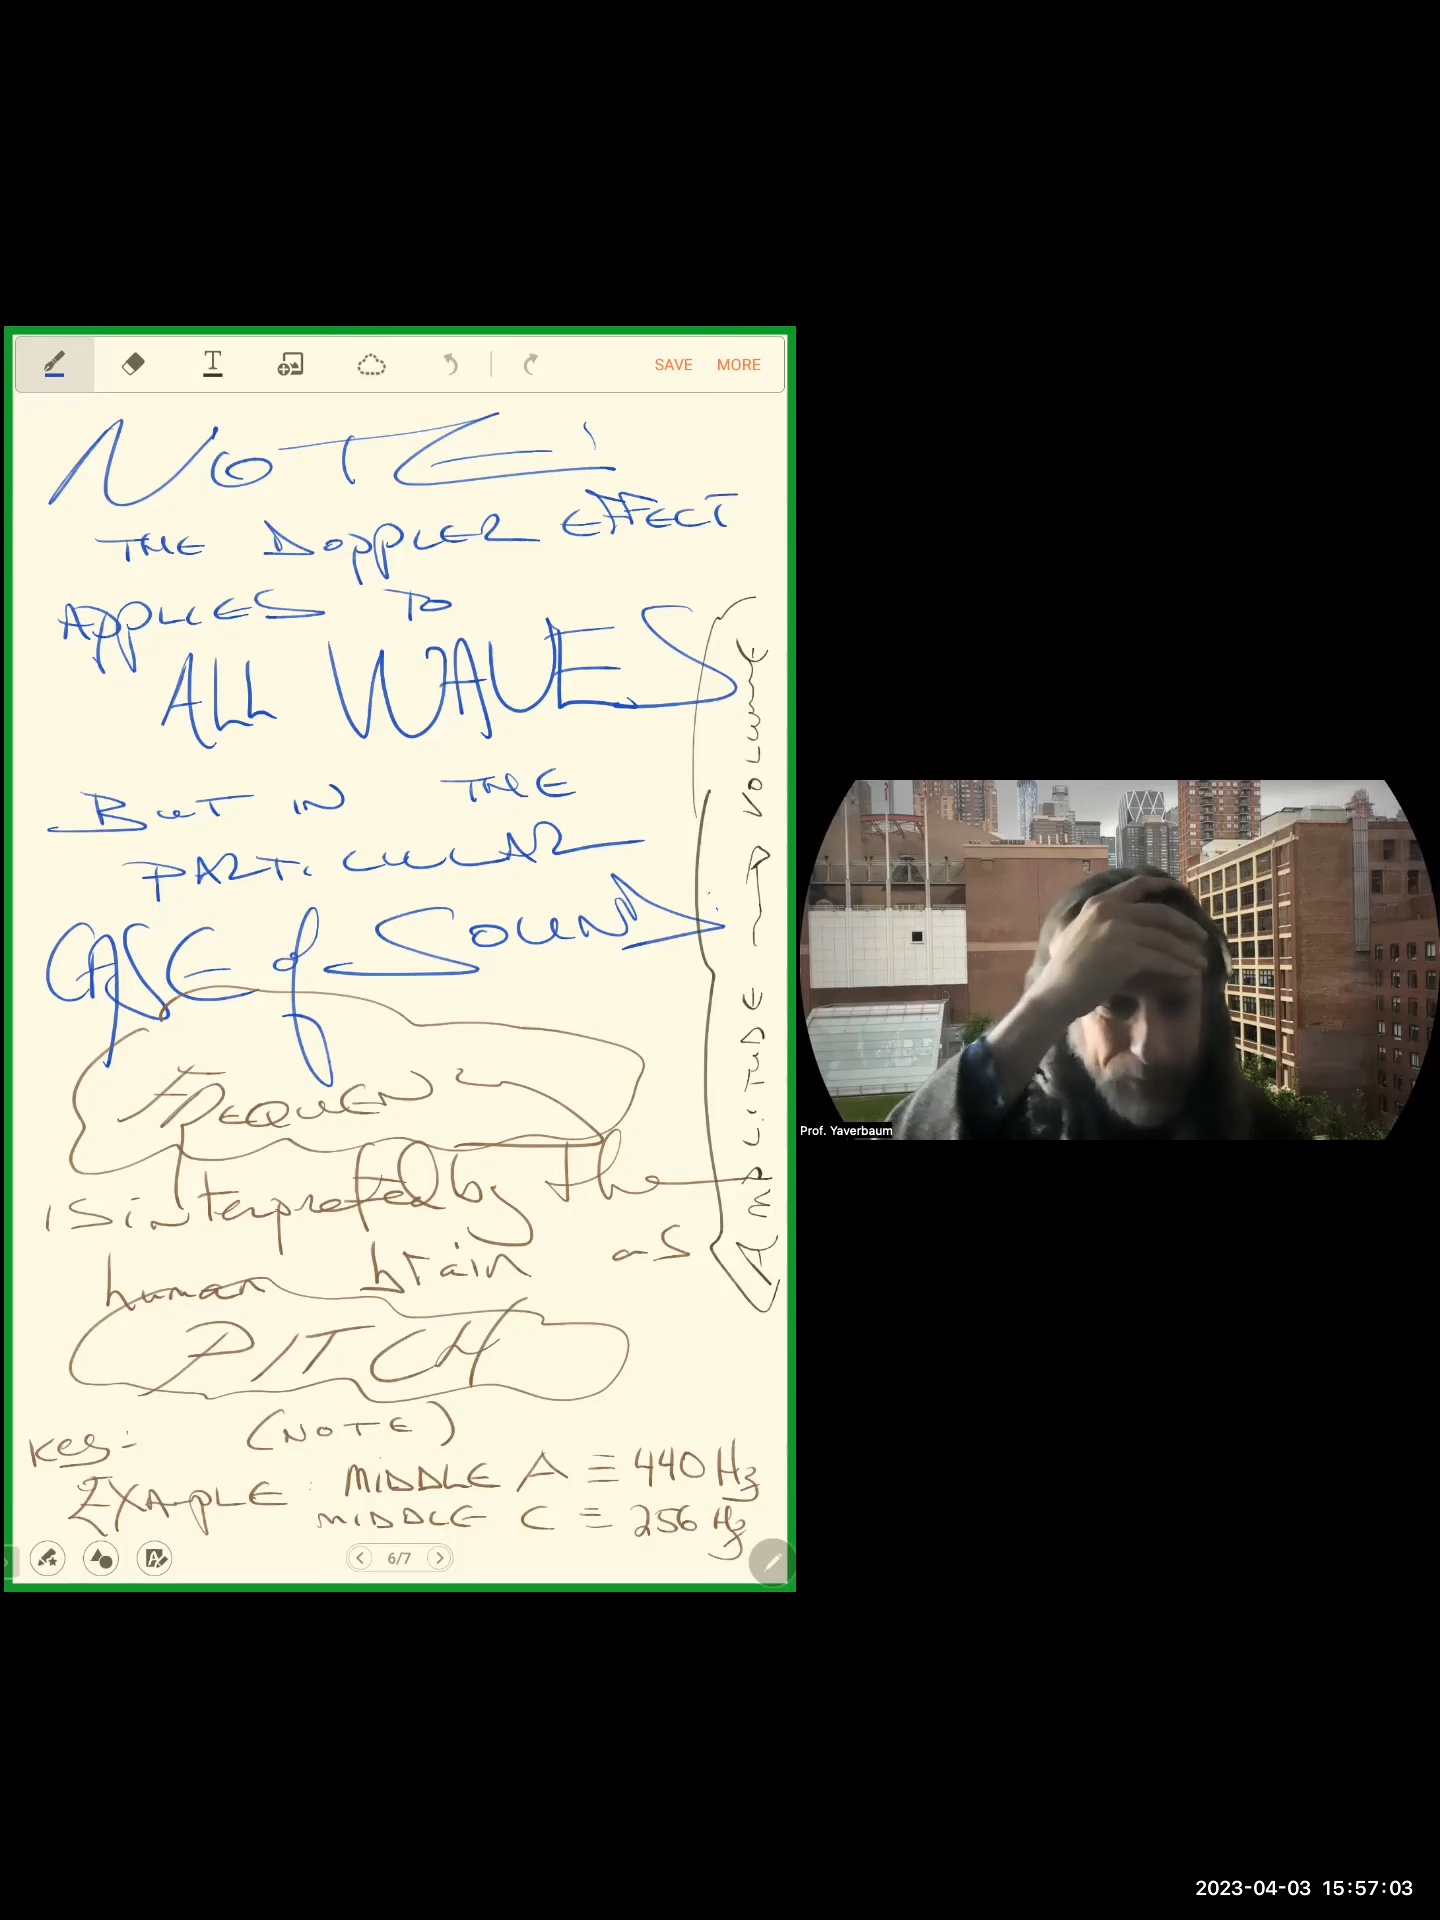 SAVE MORE
NOTE:
THE DOPPLER EFFECT
APPLIES TO
ALL WAVES
BUT IN THE
PARTICULAR
CASE of SOUND
FREQUENCY
is interpreted by the
human brain as
PITCH
(NOTE)
Key:
EXAMPLE: MIDDLE A ≡ 440 Hz
MIDDLE C ≡ 256 Hz
AMPLITUDE → VOLUME
6/7
Prof. Yaverbaum
2023-04-03 15:57:03